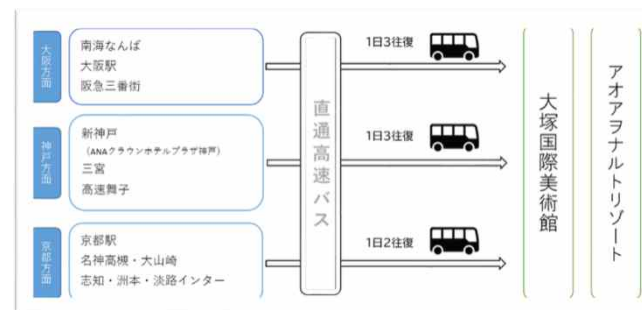 大阪方面
南海なんば
大阪駅
阪急三番街
神戸方面
新神戸
(ANAクラウンホテルプラザ神戸)
三宮
高速舞子
京都方面
京都駅
名神高槻・大山崎
志知・洲本・淡路インター
直通高速バス
1日3往復
1日3往復
1日2往復
大塚国際美術館
アオアヲナルトリゾート